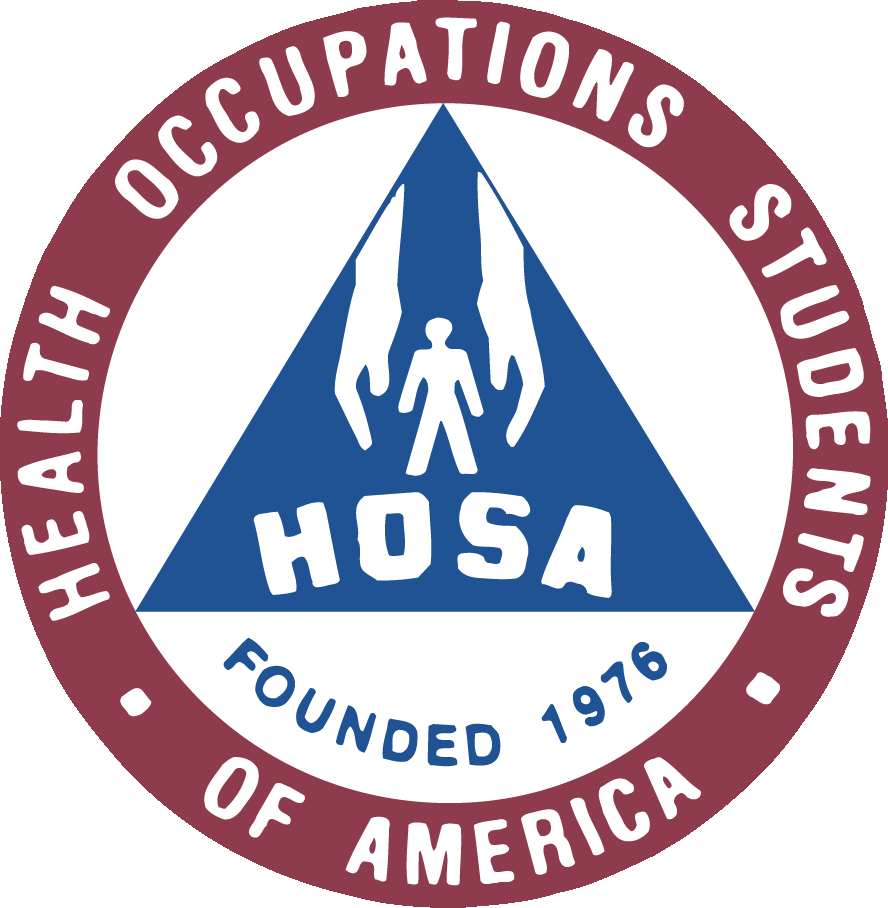 HEALTH OCCUPATIONS STUDENTS
OF AMERICA
HOSA
FOUNDED 1976